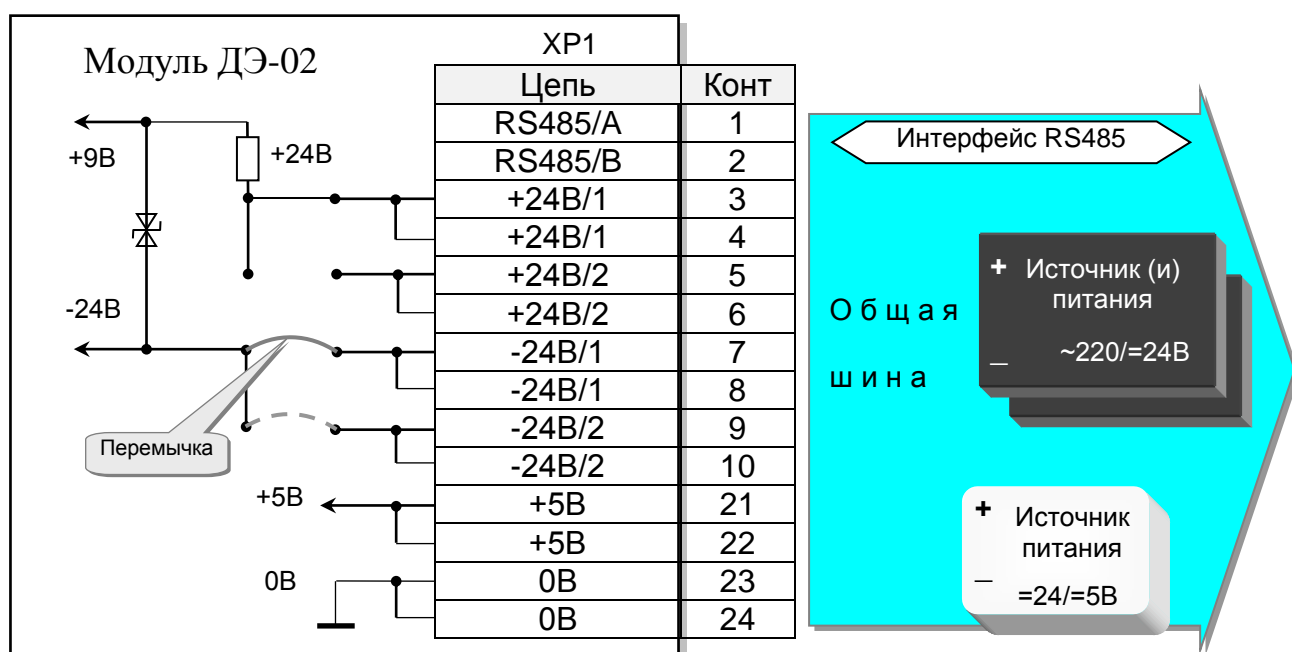 XP1
Модуль ДЭ-02
Цепь Конт
RS485/A 1
RS485/B 2
+24В/1 3
+24В/1 4
+24В/2 5
+24В/2 6
-24В/1 7
-24В/1 8
-24В/2 9
-24В/2 10
+5В 21
+5В 22
0В 23
0В 24
+9В
+24В
-24В
Перемычка
+5В
0В
Интерфейс RS485
О б щ а я
ш и н а
+ Источник (и)
питания
_ ~220/=24В
+ Источник
питания
_ =24/=5В